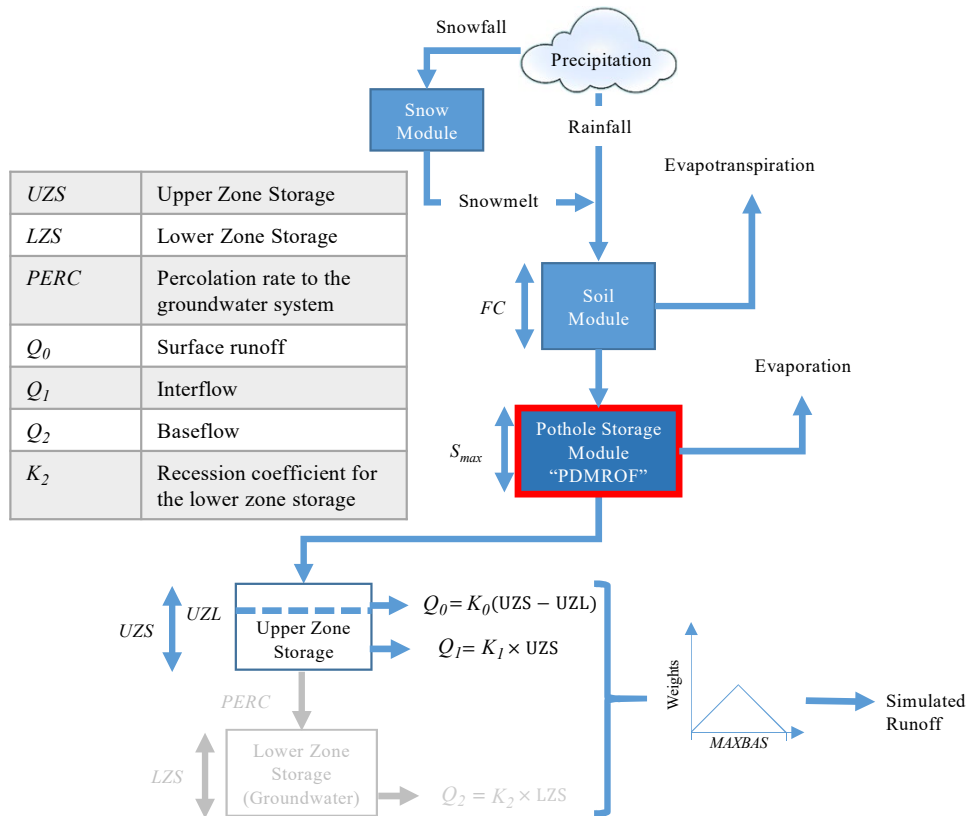 Snowfall
Precipitation
Snow
Module
Rainfall
Evapotranspiration
Snowmelt
UZS Upper Zone Storage
LZS Lower Zone Storage
PERC Percolation rate to the
groundwater system
Q0 Surface runoff
Q1 Interflow
Q2 Baseflow
K2 Recession coefficient for
the lower zone storage
FC
Soil
Module
Evaporation
Smax
Pothole Storage
Module
“PDMROF”
UZS
UZL
Upper Zone
Storage
Q0 = K0(UZS − UZL)
Q1 = K1 × UZS
PERC
LZS
Lower Zone
Storage
(Groundwater)
Q2 = K2 × LZS
Weights
MAXBAS
Simulated
Runoff